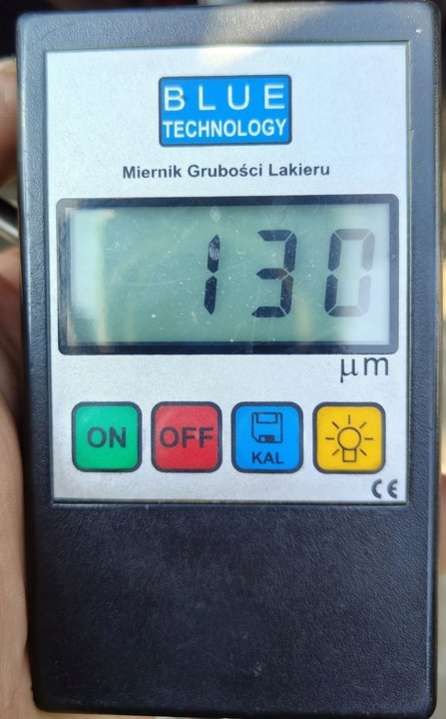 BLUE
TECHNOLOGY
Miernik Grubości Lakieru
130
µm
ON OFF KAL
CE